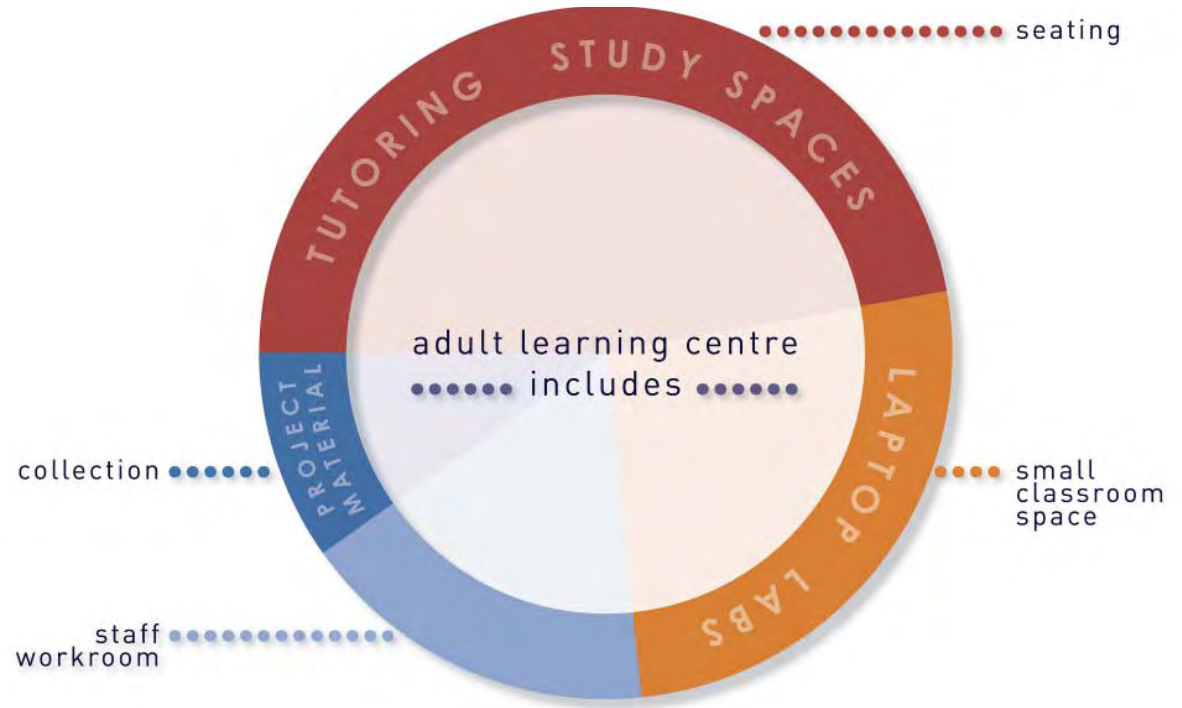 TUTORING STUDY SPACES
seating
adult learning centre
includes
PROJECT
MATERIAL
LAPTOP LABS
collection
small
classroom
space
staff
workroom